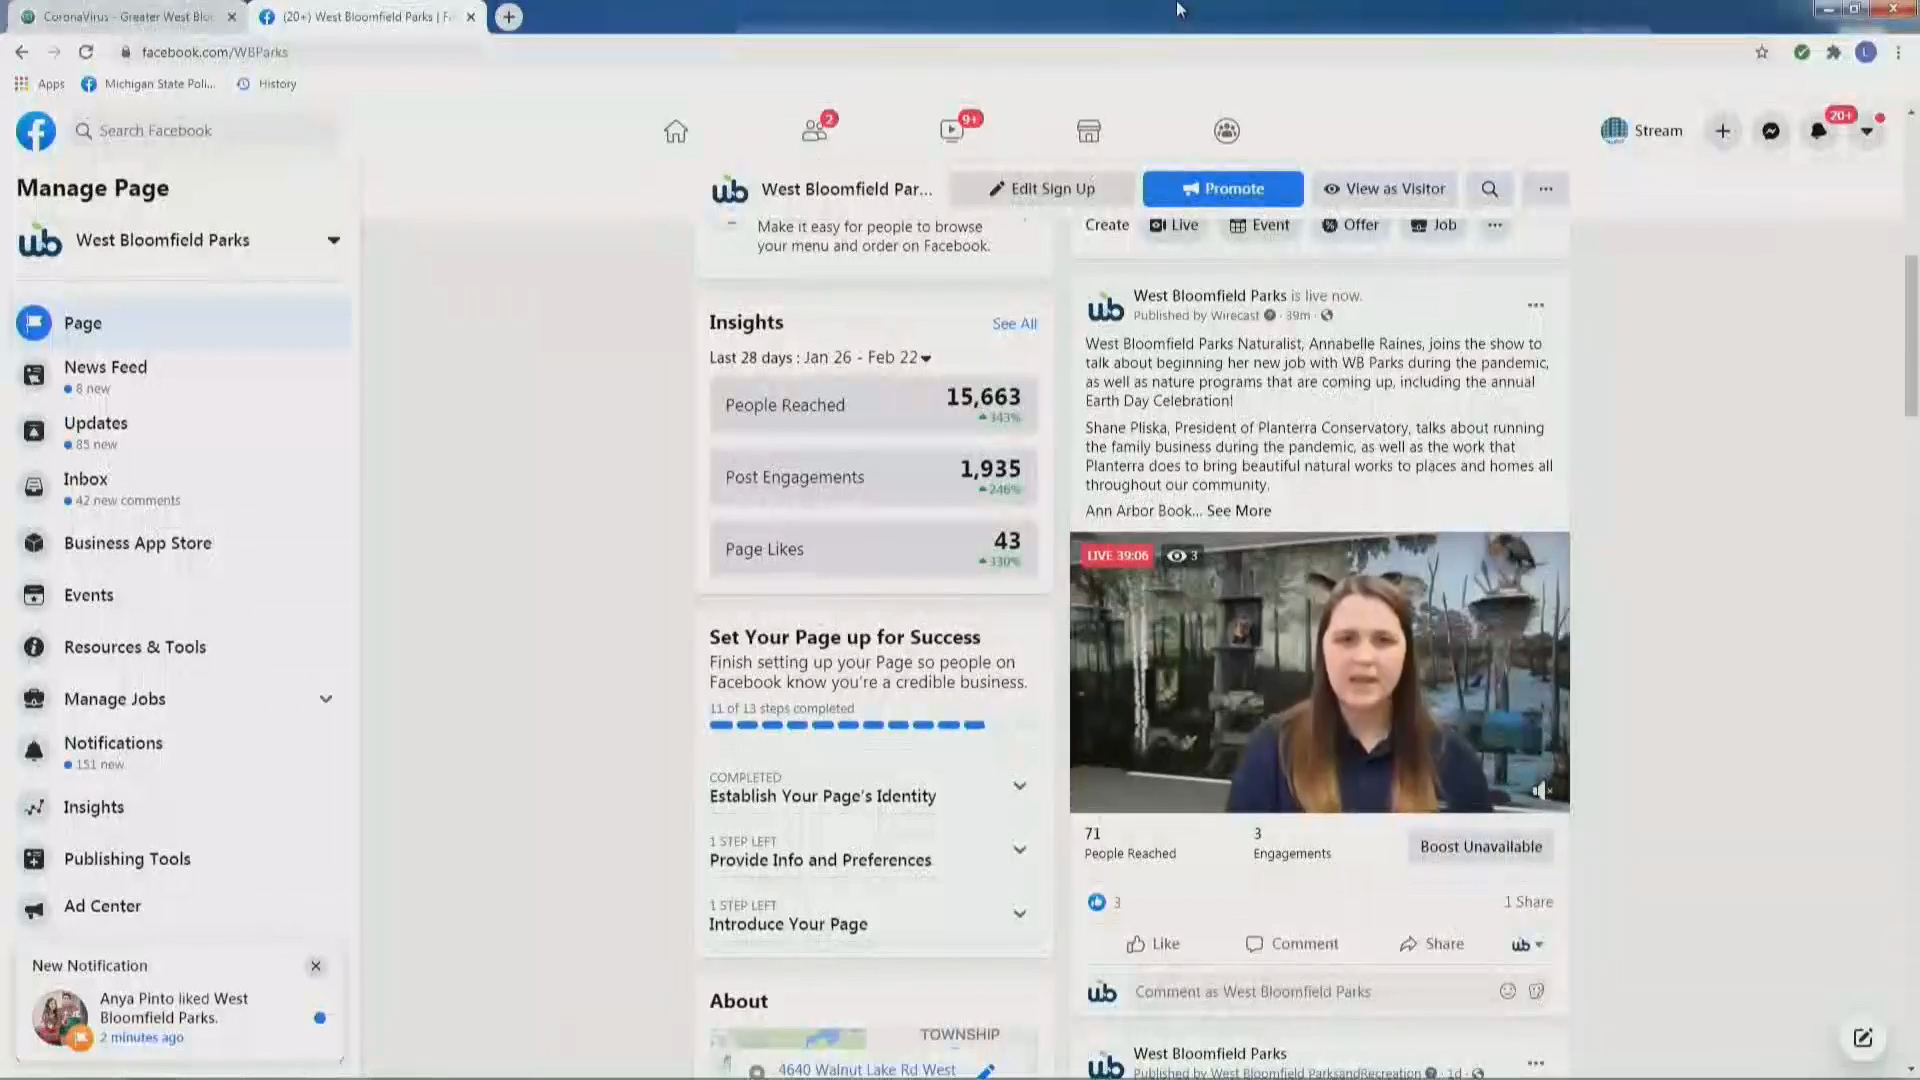 CoronaVirus - Greater West Blo
(20+) West Bloomfield Parks | F
facebook.com/WBParks
L
Apps
Michigan State Poli...
History
Search Facebook
2
9+
Stream
20+
Manage Page
West Bloomfield Parks
wb West Bloomfield Par...
Edit Sign Up
Promote
View as Visitor
Make it easy for people to browse
your menu and order on Facebook.
Create
Live
Event
Offer
Job
Page
News Feed
8 new
Updates
85 new
Inbox
42 new comments
Business App Store
Events
Resources & Tools
Manage Jobs
Notifications
151 new
Insights
Publishing Tools
Ad Center
New Notification
Anya Pinto liked West
Bloomfield Parks.
2 minutes ago
Insights
See All
Last 28 days : Jan 26 - Feb 22
People Reached
15,663
343%
Post Engagements
1,935
246%
Page Likes
43
330%
Set Your Page up for Success
Finish setting up your Page so people on
Facebook know you're a credible business.
11 of 13 steps completed
COMPLETED
Establish Your Page's Identity
1 STEP LEFT
Provide Info and Preferences
1 STEP LEFT
Introduce Your Page
About
TOWNSHIP
4640 Walnut Lake Rd West
West Bloomfield Parks is live now.
Published by Wirecast · 39m ·
West Bloomfield Parks Naturalist, Annabelle Raines, joins the show to
talk about beginning her new job with WB Parks during the pandemic,
as well as nature programs that are coming up, including the annual
Earth Day Celebration!
Shane Pliska, President of Planterra Conservatory, talks about running
the family business during the pandemic, as well as the work that
Planterra does to bring beautiful natural works to places and homes all
throughout our community.
Ann Arbor Book... See More
LIVE 39:06
3
71
People Reached
3
Engagements
Boost Unavailable
3
1 Share
Like
Comment
Share
wb
wb Comment as West Bloomfield Parks
West Bloomfield Parks
Published by West Bloomfield ParksandRecreation · 1d ·